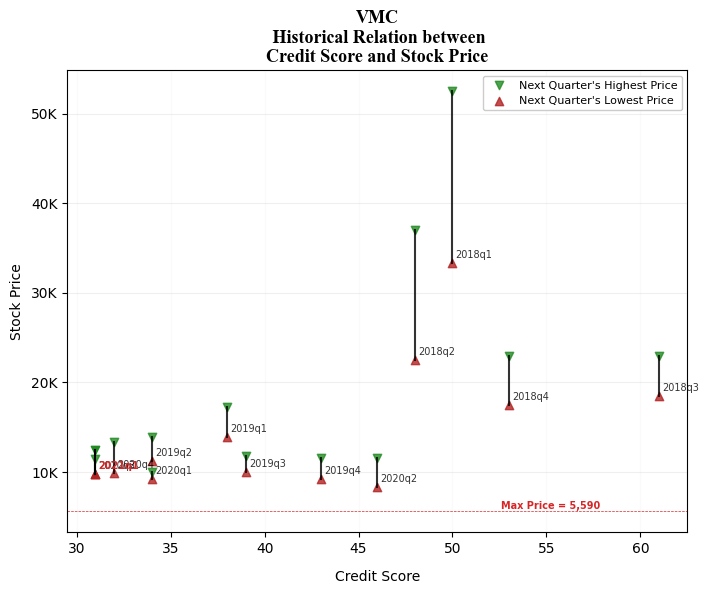 VMC
Historical Relation between
Credit Score and Stock Price
Next Quarter's Highest Price
Next Quarter's Lowest Price
50K
40K
30K
20K
10K
Stock Price
2018q1
2018q2
2018q3
2018q4
2019q1
2019q2
2019q3
2019q4
2020q1
2020q2
Max Price = 5,590
30
35
40
45
50
55
60
Credit Score